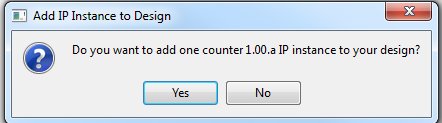 Add IP Instance to Design
Do you want to add one counter 1.00.a IP instance to your design?
Yes No